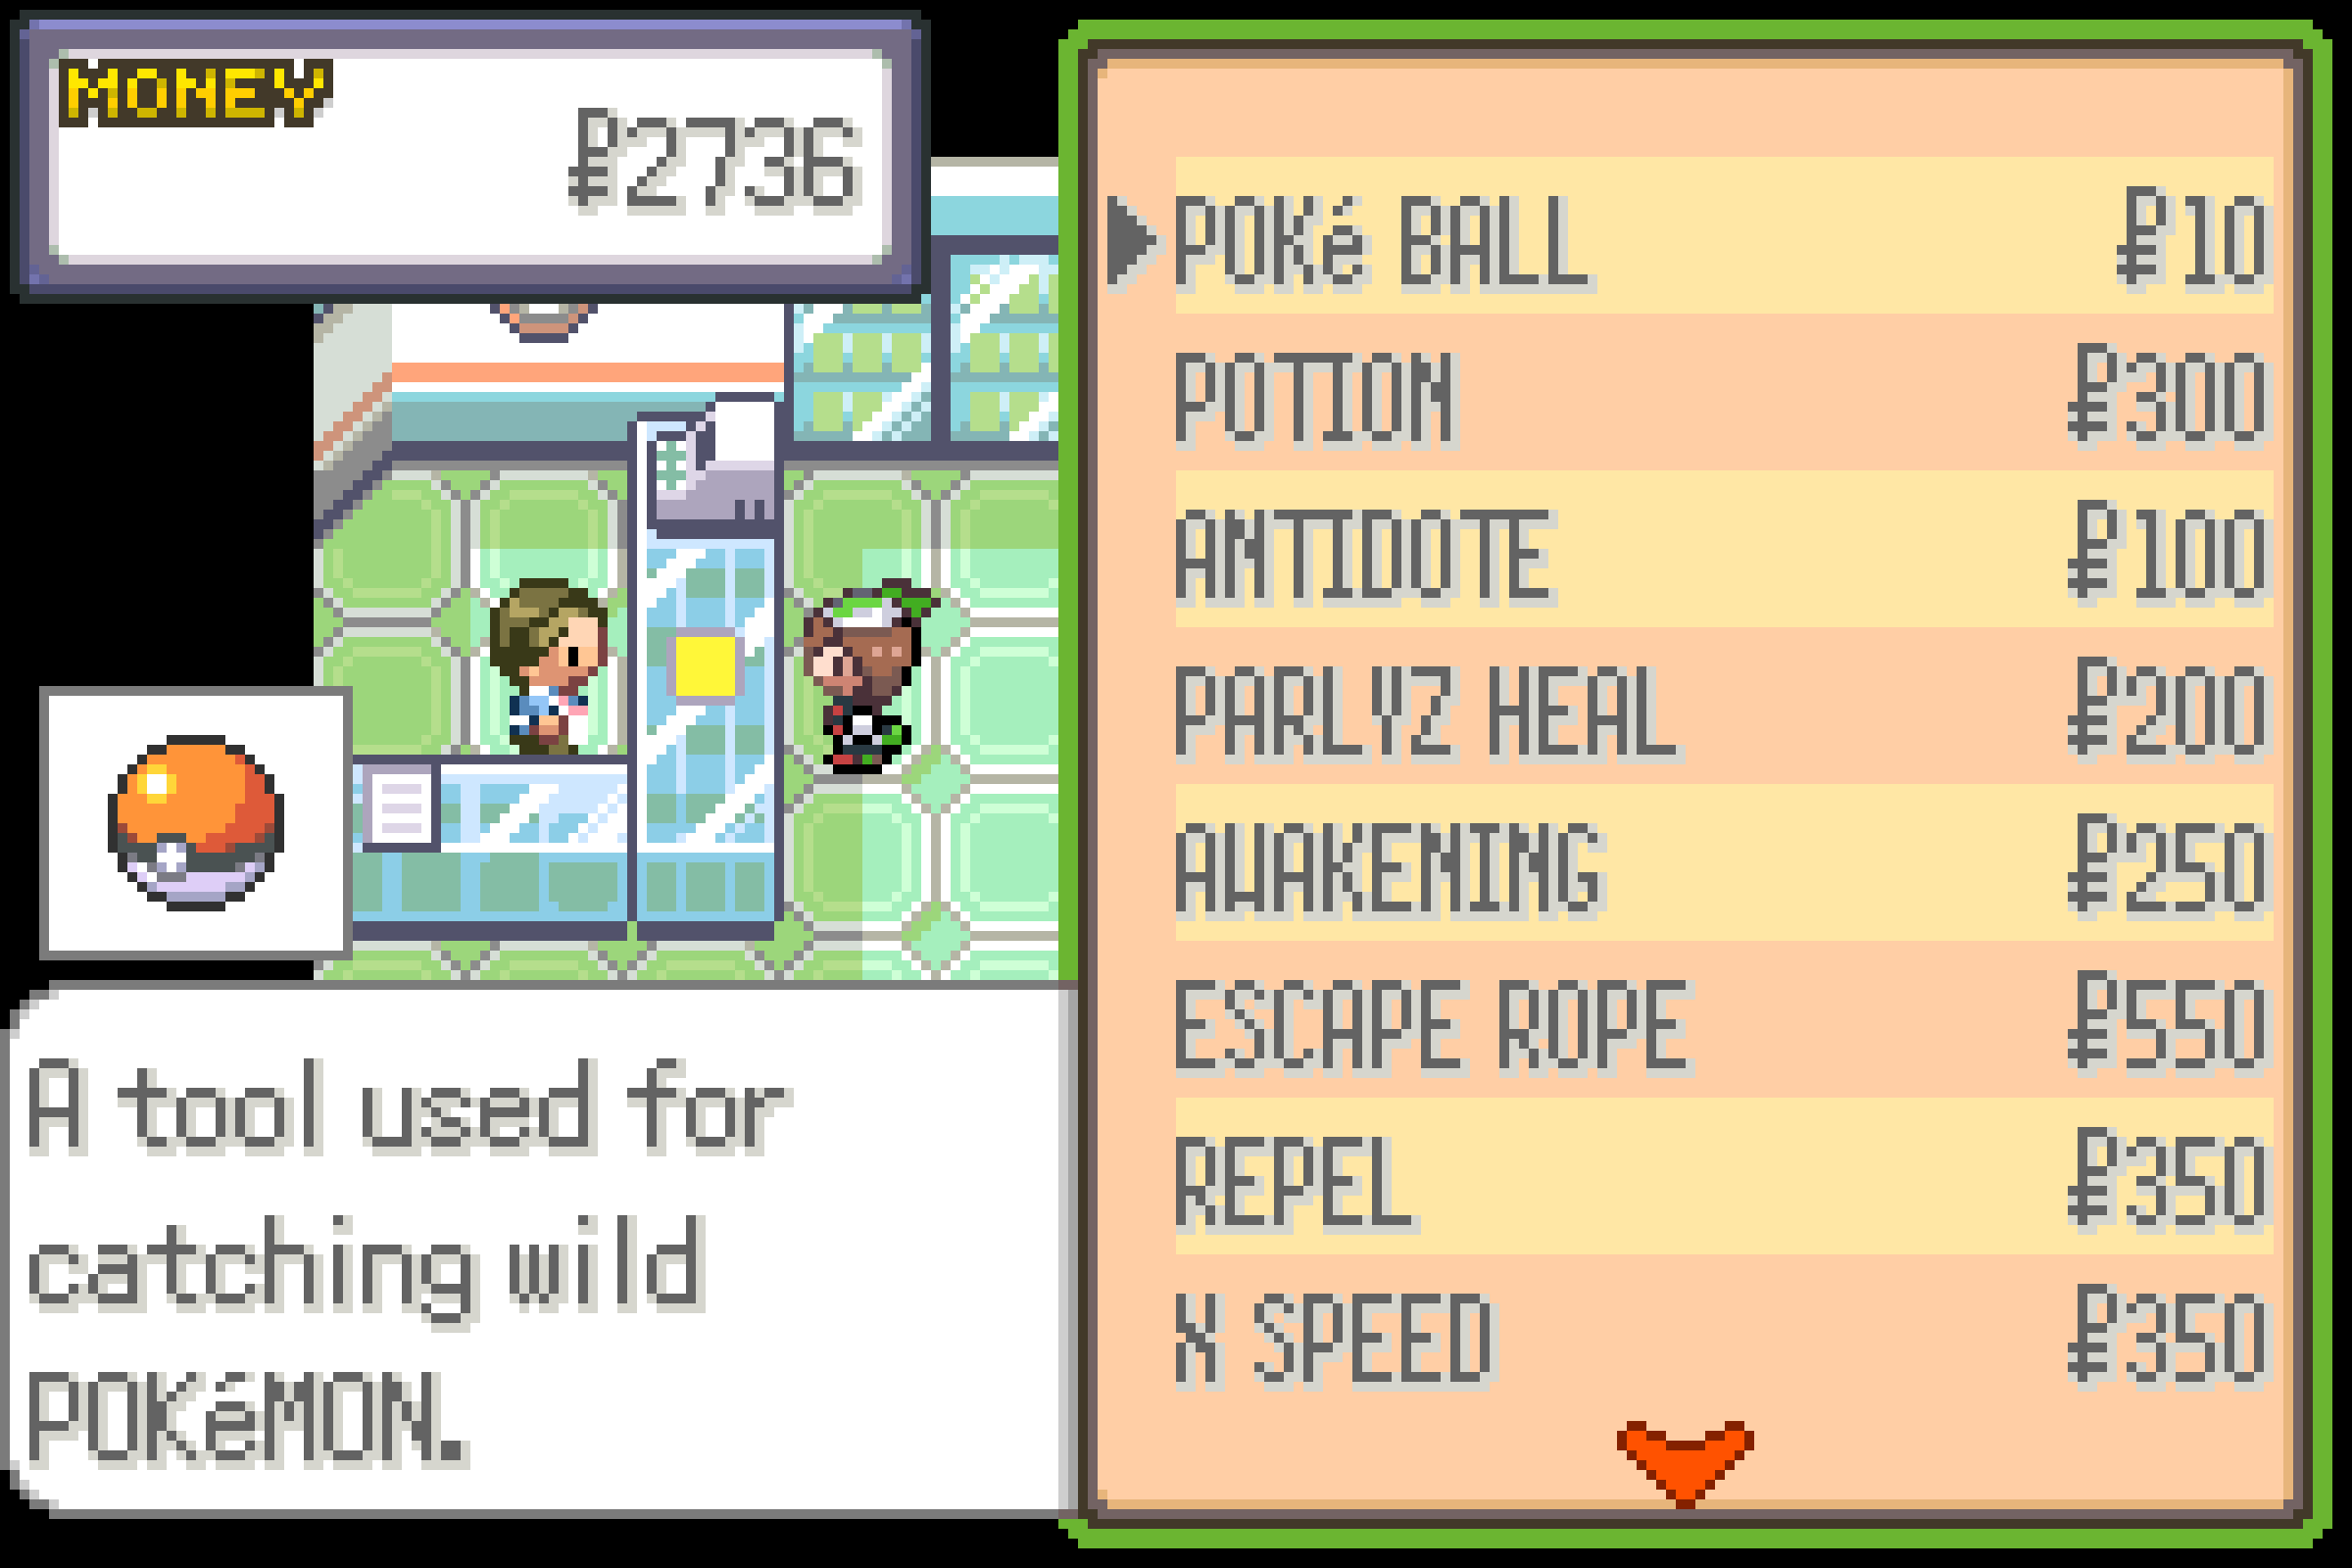 MONEY
₽2736
POKé BALL ₽10
POTION ₽300
ANTIDOTE ₽100
PARLYZ HEAL ₽200
AWAKENING ₽250
ESCAPE ROPE ₽550
REPEL ₽350
X SPEED ₽350
A tool used for
catching wild
POKéMON.